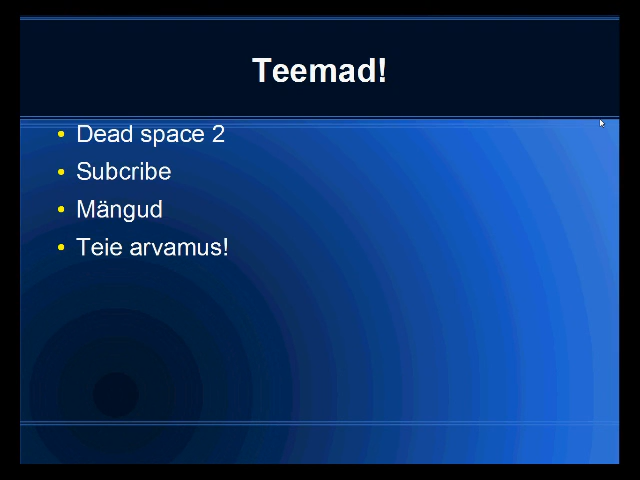 Teemad!
Dead space 2
Subcribe
Mängud
Teie arvamus!